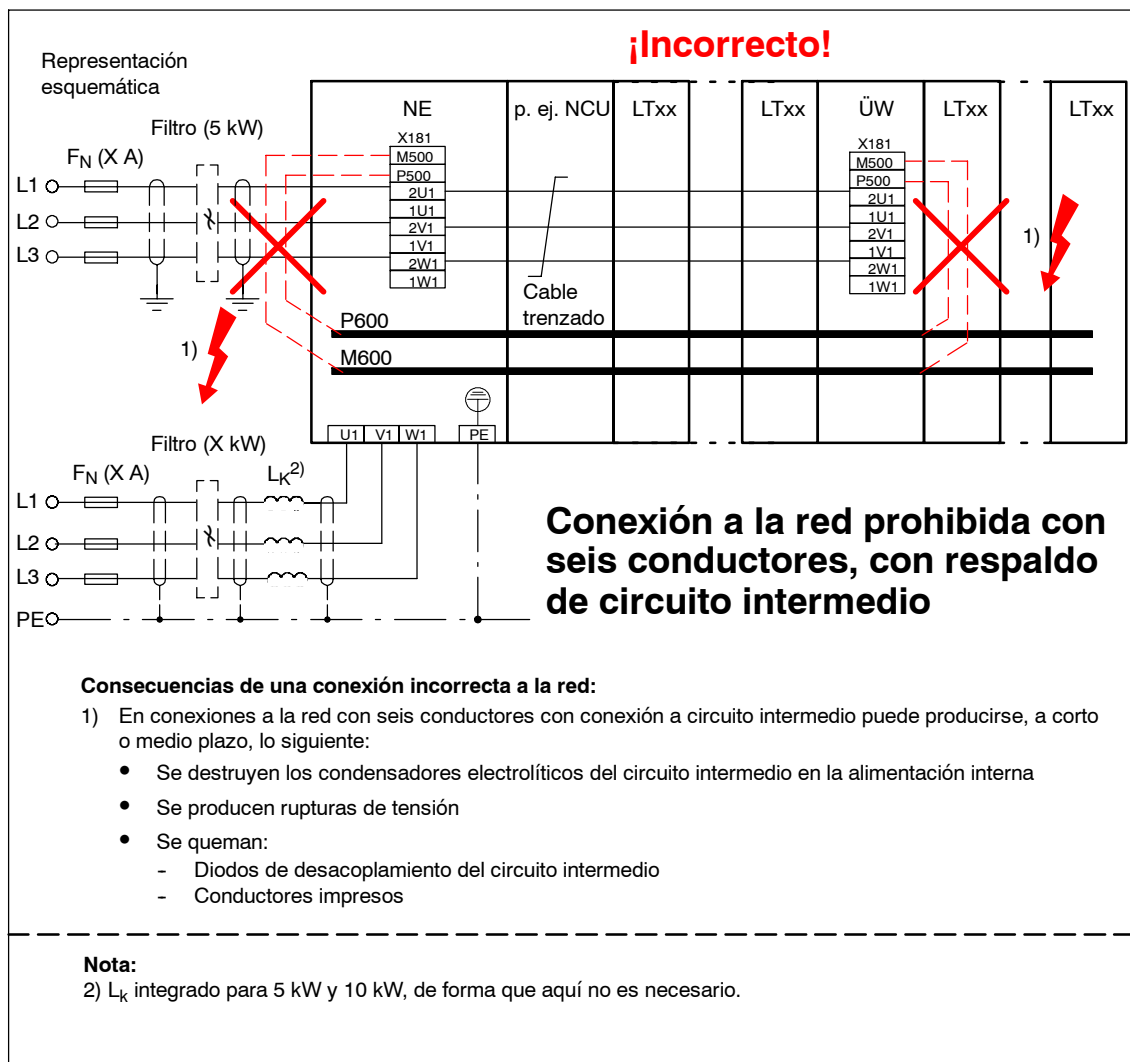 ¡Incorrecto!
Representación
esquemática
Filtro (5 kW)
FN (X A)
L1
L2
L3
NE
p. ej. NCU
LTxx
LTxx
ÜW
LTxx
LTxx
X181
M500
P500
2U1
1U1
2V1
1V1
2W1
1W1
X181
M500
P500
2U1
1U1
2V1
1V1
2W1
1W1
Cable
trenzado
1)
1)
P600
M600
U1 V1 W1 PE
Filtro (X kW)
FN (X A)
LK2)
L1
L2
L3
PE
Conexión a la red prohibida con
seis conductores, con respaldo
de circuito intermedio
Consecuencias de una conexión incorrecta a la red:
1) En conexiones a la red con seis conductores con conexión a circuito intermedio puede producirse, a corto
o medio plazo, lo siguiente:
• Se destruyen los condensadores electrolíticos del circuito intermedio en la alimentación interna
• Se producen rupturas de tensión
• Se queman:
- Diodos de desacoplamiento del circuito intermedio
- Conductores impresos
Nota:
2) Lk integrado para 5 kW y 10 kW, de forma que aquí no es necesario.